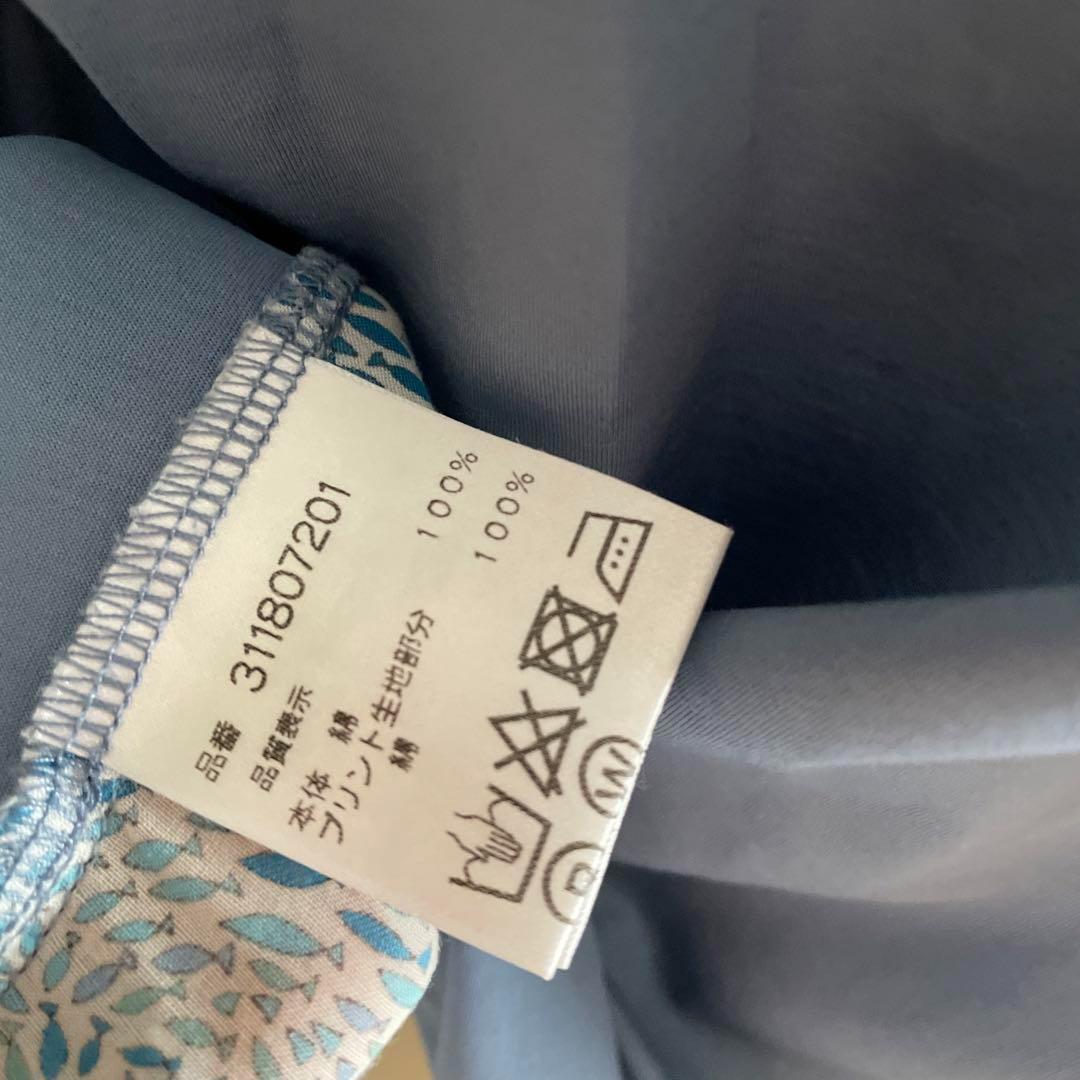 品番 311807201
品質表示
本体 綿 100%
プリント生地部分
綿 100%
W
P